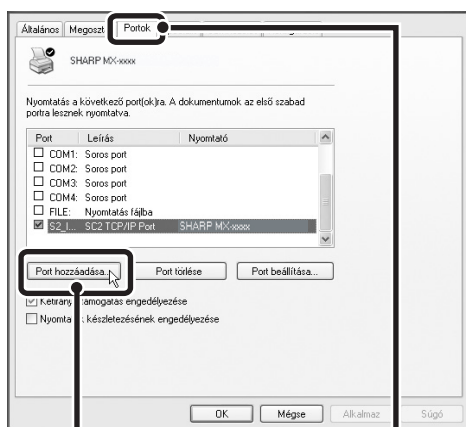 Általános Megoszt Portok
SHARP MX-xxxx
Nyomtatás a következő port(ok)ra. A dokumentumok az első szabad
portra lesznek nyomtatva.
Port Leírás Nyomtató
COM1: Soros port
COM2: Soros port
COM3: Soros port
COM4: Soros port
FILE: Nyomtatás fájlba
S2_I... SC2 TCP/IP Port SHARP MX-xxxx
Port hozzáadása... Port törlése Port beállítása...
Kétirány támogatás engedélyezése
Nyomta k készletezésének engedélyezése
OK Mégse Alkalmaz Súgó